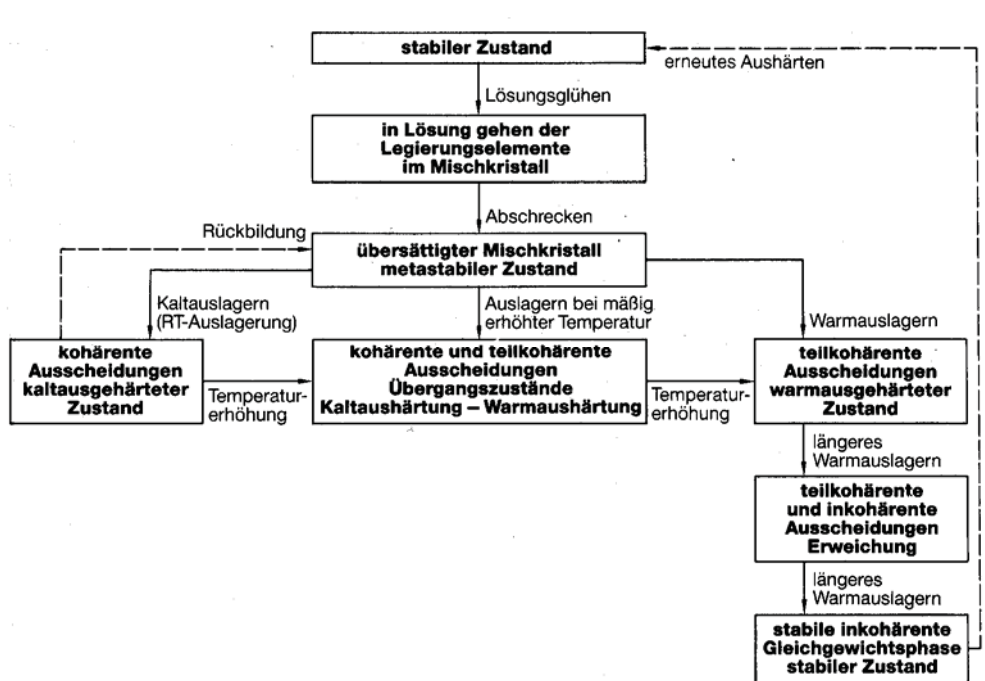 stabiler Zustand
erneutes Aushärten
Lösungsglühen
in Lösung gehen der
Legierungselemente
im Mischkristall
Abschrecken
Rückbildung
übersättigter Mischkristall
metastabiler Zustand
Kaltauslagern
(RT-Auslagerung)
Auslagern bei mäßig
erhöhter Temperatur
Warmauslagern
kohärente
Ausscheidungen
kaltausgehärteter
Zustand
Temperatur-
erhöhung
kohärente und teilkohärente
Ausscheidungen
Übergangszustände
Kaltaushärtung – Warmaushärtung
Temperatur-
erhöhung
teilkohärente
Ausscheidungen
warmausgehärteter
Zustand
längeres
Warmauslagern
teilkohärente
und inkohärente
Ausscheidungen
Erweichung
längeres
Warmauslagern
stabile inkohärente
Gleichgewichtsphase
stabiler Zustand